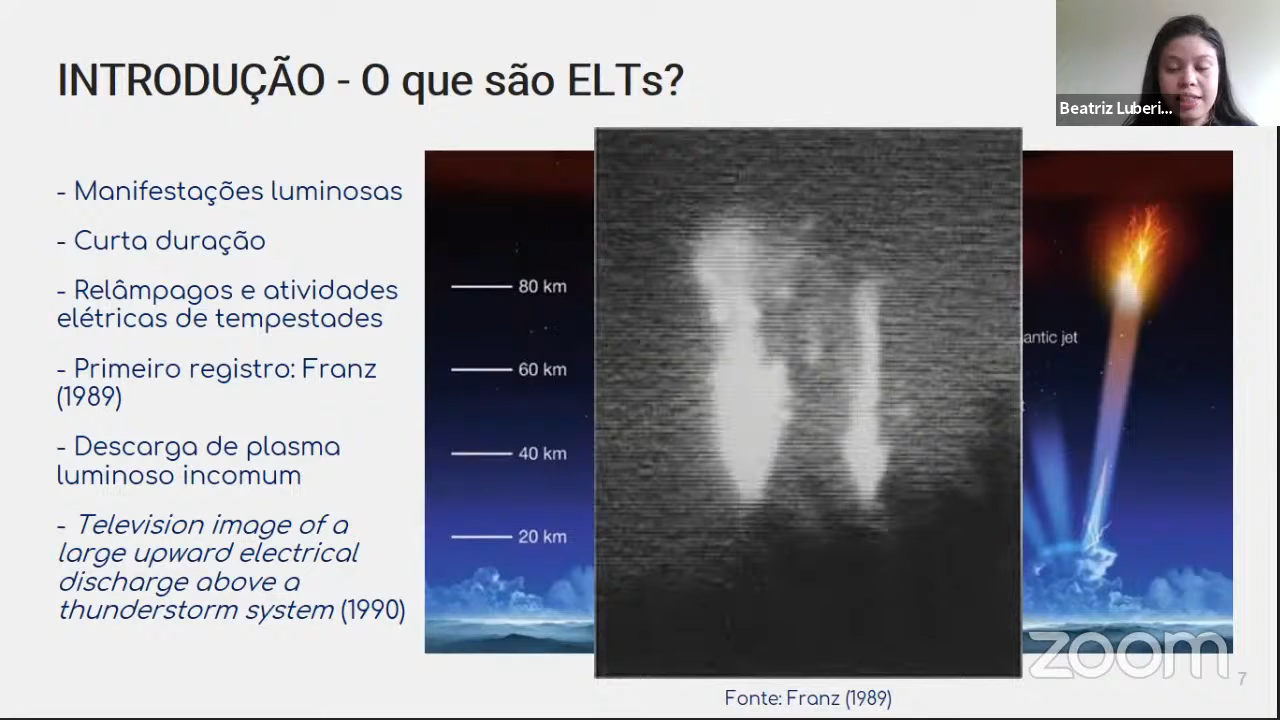 INTRODUÇÃO - O que são ELTs?
Beatriz Luberi...
- Manifestações luminosas
- Curta duração
- Relâmpagos e atividades
elétricas de tempestades
- Primeiro registro: Franz
(1989)
- Descarga de plasma
luminoso incomum
- Television image of a
large upward electrical
discharge above a
thunderstorm system (1990)
80 km
60 km
40 km
20 km
antic jet
Fonte: Franz (1989)
zoom
7